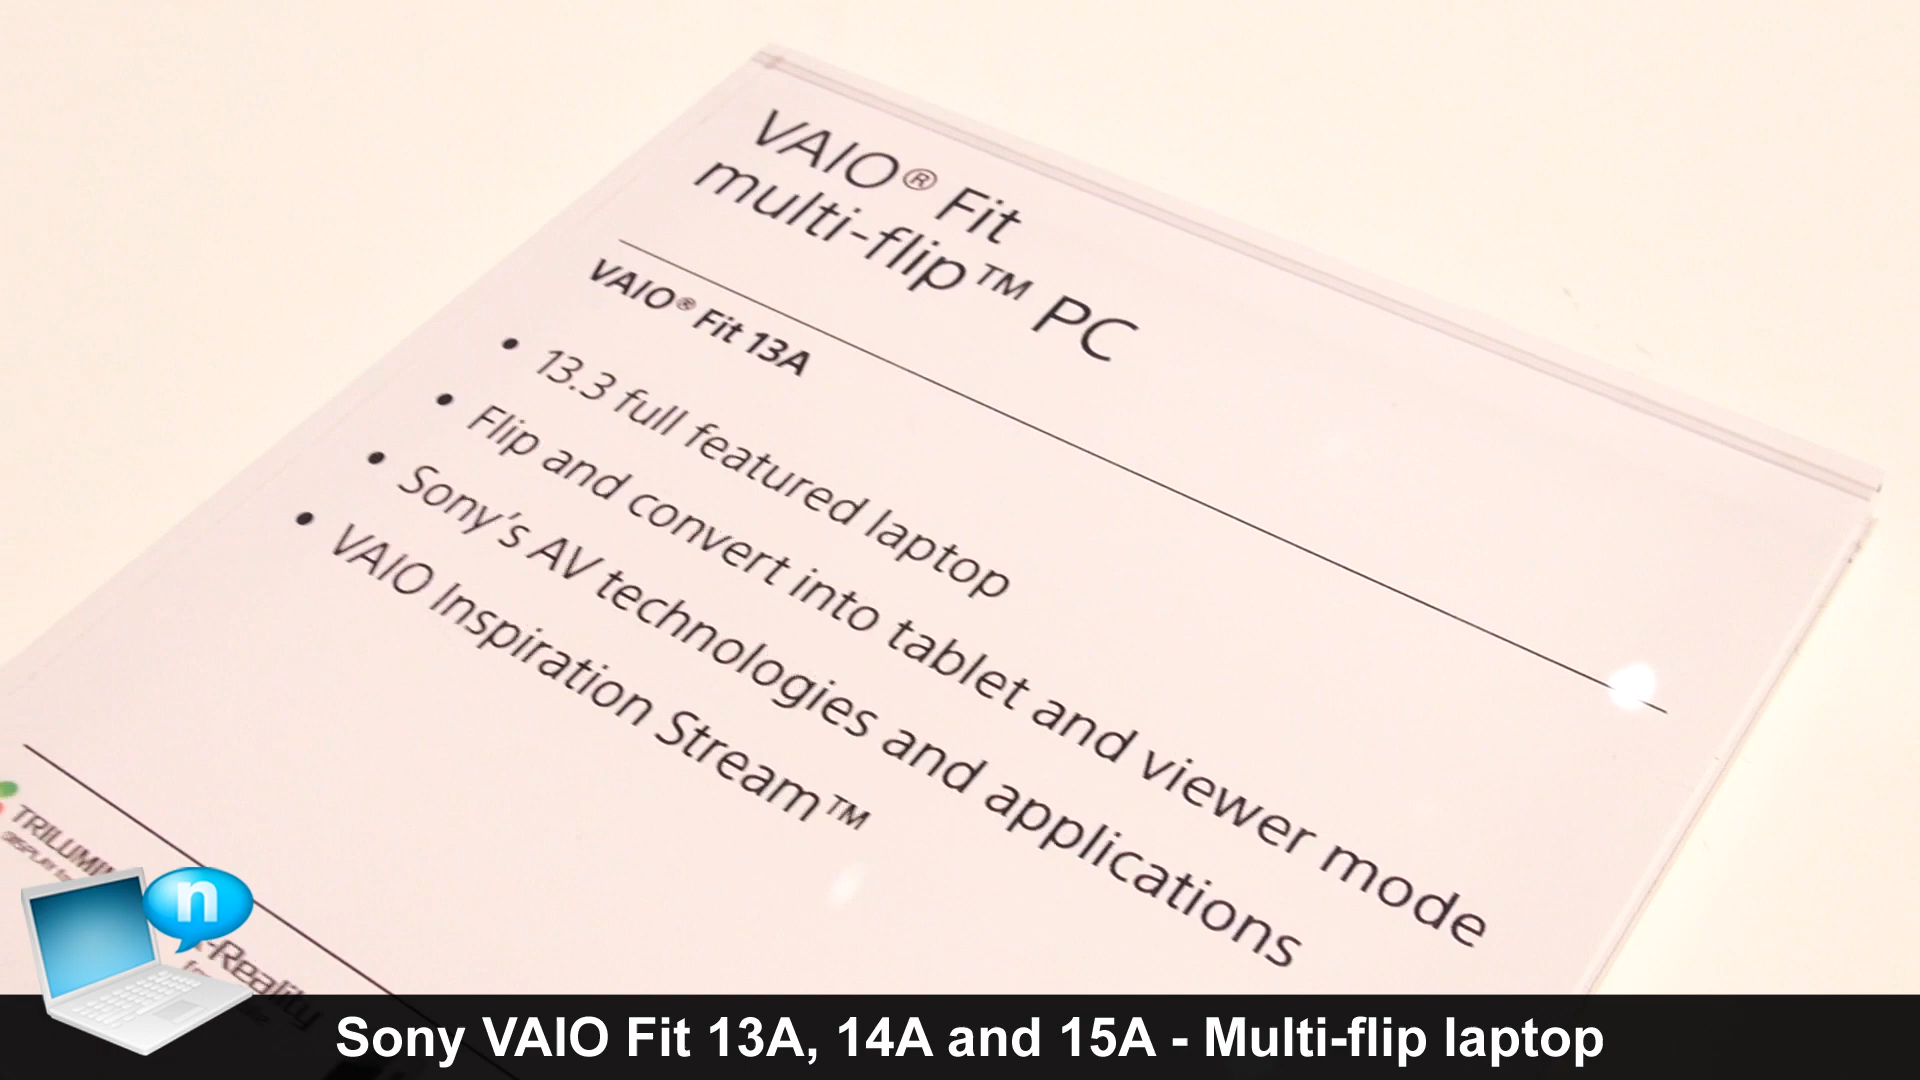 VAIO® Fit
multi-flip™ PC
VAIO® Fit 13A
• 13.3 full featured laptop
• Flip and convert into tablet and viewer mode
• Sony's AV technologies and applications
• VAIO Inspiration Stream™
DISPLAY
-Reality
n
Sony VAIO Fit 13A, 14A and 15A - Multi-flip laptop